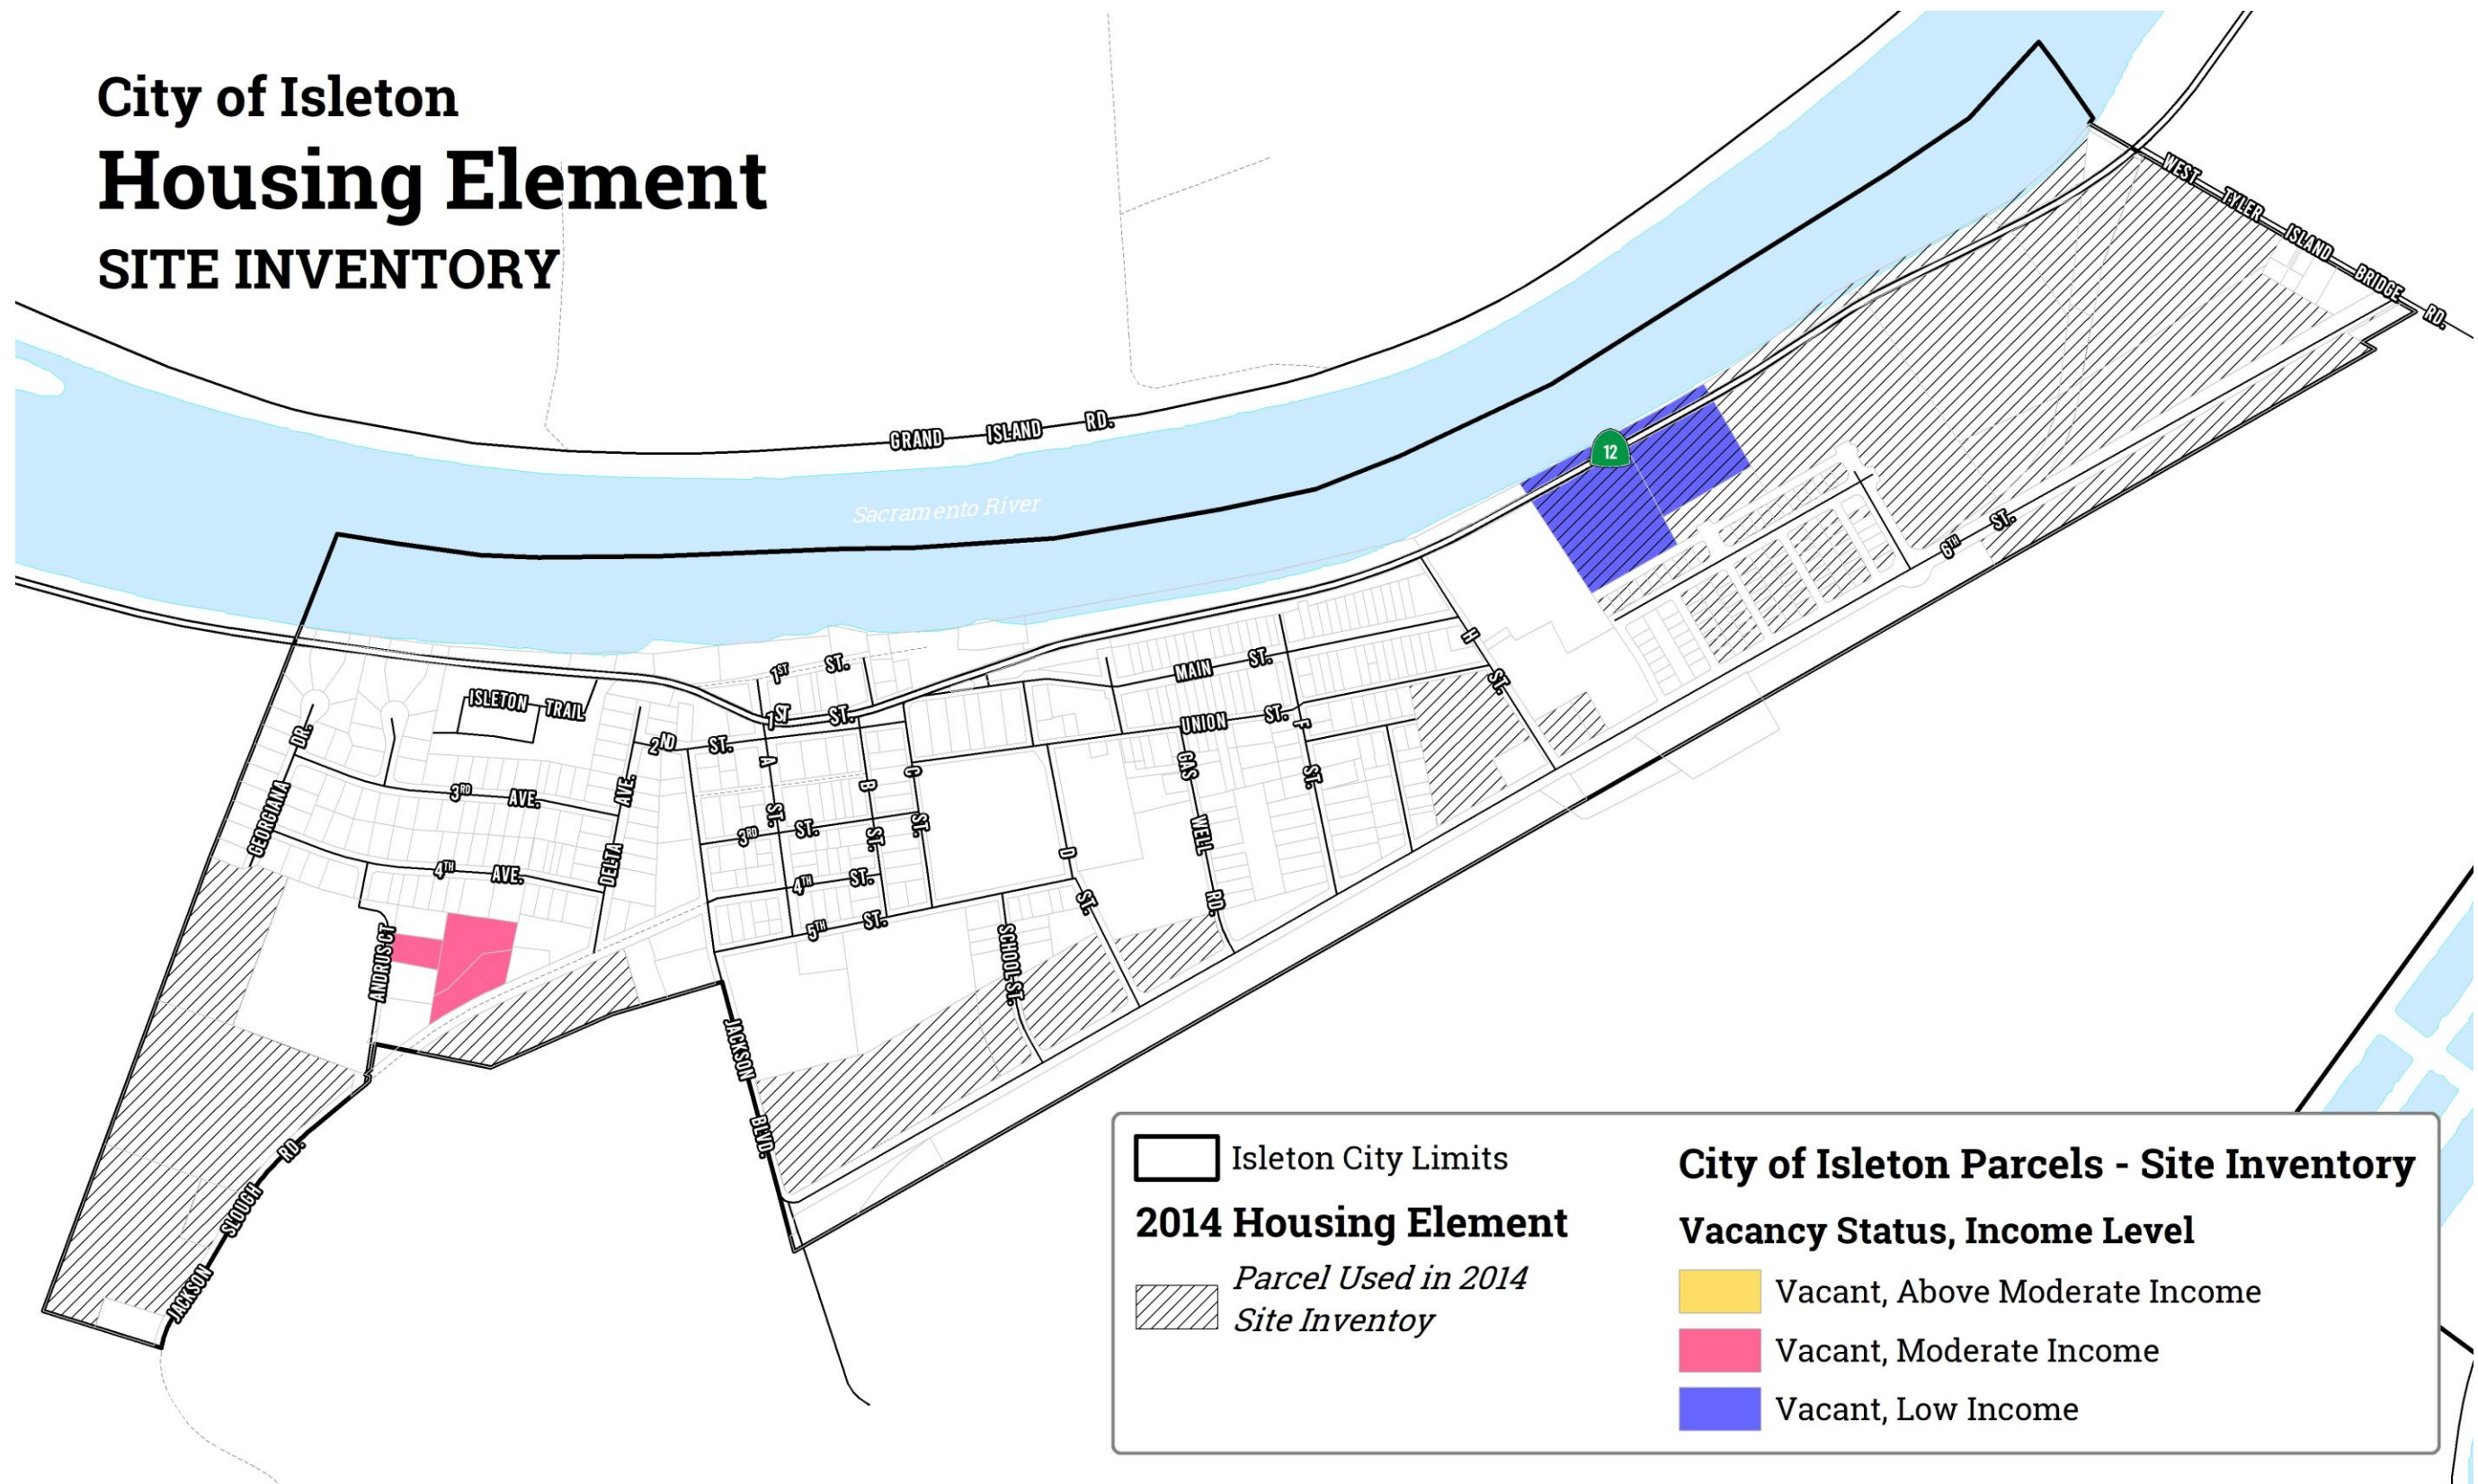 City of Isleton
Housing Element
SITE INVENTORY
WEST TYLER ISLAND BRIDGE RD.
GRAND ISLAND RD.
12
Sacramento River
6TH ST.
1ST ST.
MAIN ST.
H ST.
ISLETON TRAIL
1ST ST.
UNION ST.
F ST.
GEORGIANA DR.
2ND ST.
A ST.
B ST.
C ST.
GAS WELL RD.
3RD AVE.
DELTA AVE.
3RD ST.
D ST.
4TH AVE.
4TH ST.
5TH ST.
ANDRUS CT
SCHOOL ST.
JACKSON BLVD.
JACKSON SLOUGH RD.
Isleton City Limits
2014 Housing Element
Parcel Used in 2014
Site Inventoy
City of Isleton Parcels - Site Inventory
Vacancy Status, Income Level
Vacant, Above Moderate Income
Vacant, Moderate Income
Vacant, Low Income